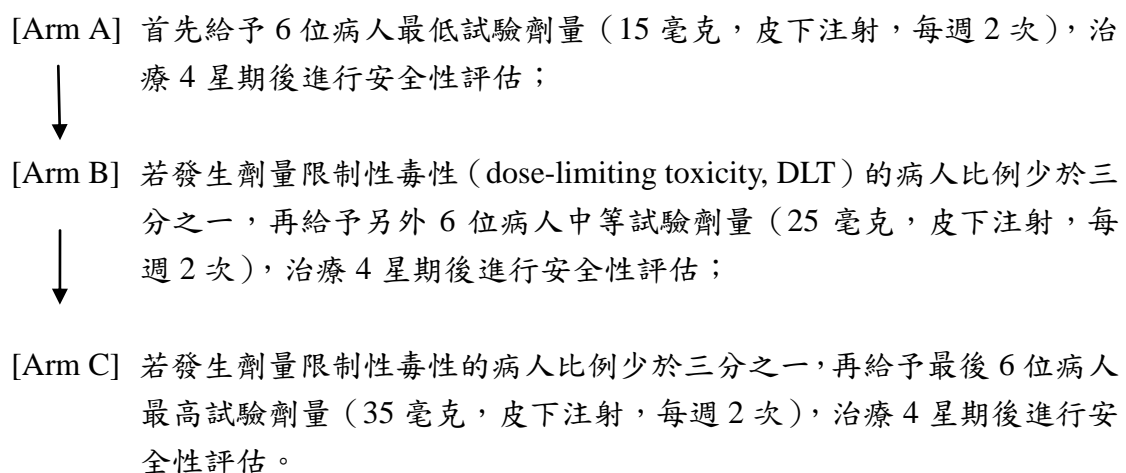 [Arm A] 首先給予 6 位病人最低試驗劑量（15 毫克，皮下注射，每週 2 次），治
療 4 星期後進行安全性評估；
[Arm B] 若發生劑量限制性毒性（dose-limiting toxicity, DLT）的病人比例少於三
分之一，再給予另外 6 位病人中等試驗劑量（25 毫克，皮下注射，每
週 2 次），治療 4 星期後進行安全性評估；
[Arm C] 若發生劑量限制性毒性的病人比例少於三分之一，再給予最後 6 位病人
最高試驗劑量（35 毫克，皮下注射，每週 2 次），治療 4 星期後進行安
全性評估。